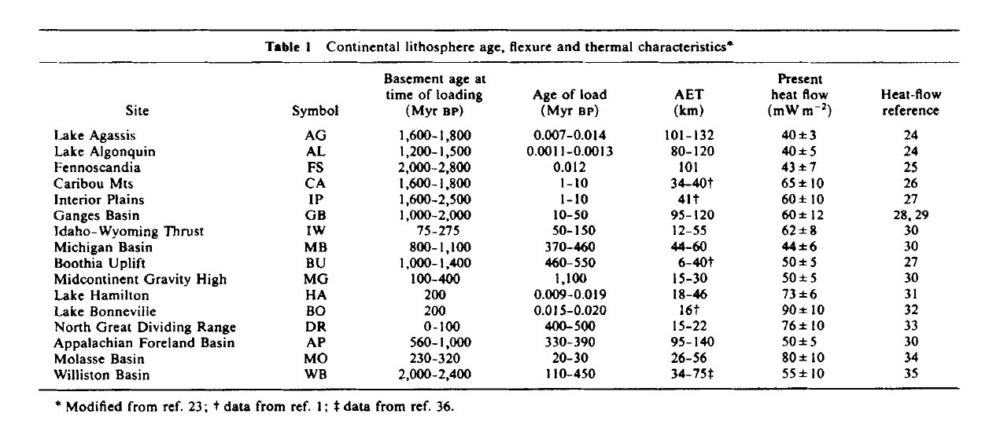 Table 1 Continental lithosphere age, flexure and thermal characteristics*
Site Symbol Basement age at time of loading (Myr BP) Age of load (Myr BP) AET (km) Present heat flow (mW m−2) Heat-flow reference
Lake Agassis AG 1,600–1,800 0.007–0.014 101–132 40±3 24
Lake Algonquin AL 1,200–1,500 0.0011–0.0013 80–120 40±5 24
Fennoscandia FS 2,000–2,800 0.012 101 43±7 25
Caribou Mts CA 1,600–1,800 1–10 34–40† 65±10 26
Interior Plains IP 1,600–2,500 1–10 41† 60±10 27
Ganges Basin GB 1,000–2,000 10–50 95–120 60±12 28, 29
Idaho–Wyoming Thrust IW 75–275 50–150 12–55 62±8 30
Michigan Basin MB 800–1,100 370–460 44–60 44±6 30
Boothia Uplift BU 1,000–1,400 460–550 6–40† 50±5 27
Midcontinent Gravity High MG 100–400 1,100 15–30 50±5 30
Lake Hamilton HA 200 0.009–0.019 18–46 73±6 31
Lake Bonneville BO 200 0.015–0.020 16† 90±10 32
North Great Dividing Range DR 0–100 400–500 15–22 76±10 33
Appalachian Foreland Basin AP 560–1,000 330–390 95–140 50±5 30
Molasse Basin MO 230–320 20–30 26–56 80±10 34
Williston Basin WB 2,000–2,400 110–450 34–75‡ 55±10 35
* Modified from ref. 23; † data from ref. 1; ‡ data from ref. 36.